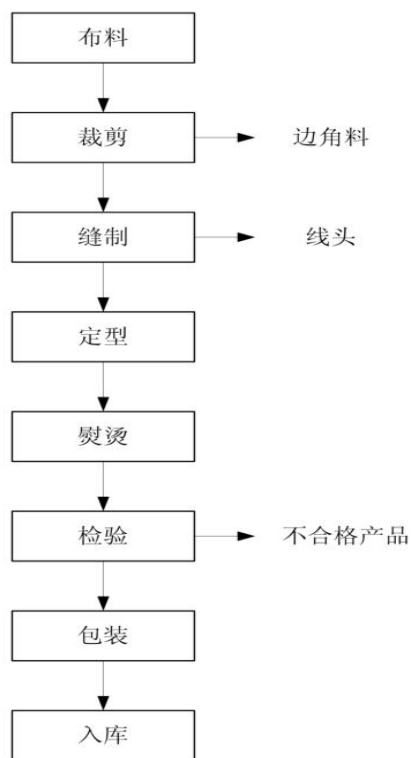 布料
裁剪 边角料
缝制 线头
定型
熨烫
检验 不合格产品
包装
入库